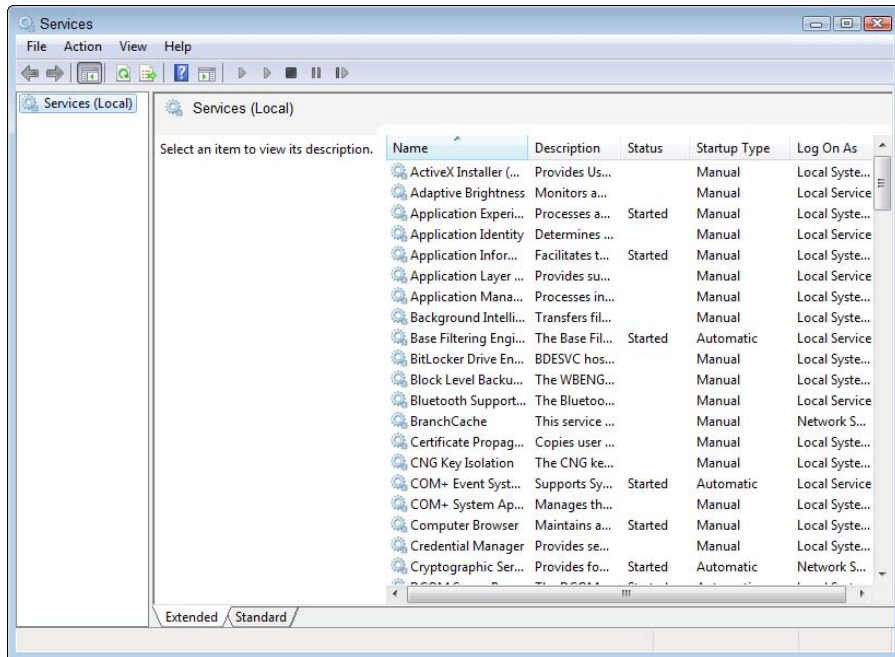 Services
File Action View Help
Services (Local)
Services (Local)
Select an item to view its description.
Name Description Status Startup Type Log On As
ActiveX Installer (... Provides Us... Manual Local Syste...
Adaptive Brightness Monitors a... Manual Local Service
Application Experi... Processes a... Started Manual Local Syste...
Application Identity Determines ... Manual Local Service
Application Infor... Facilitates t... Started Manual Local Syste...
Application Layer ... Provides su... Manual Local Service
Application Mana... Processes in... Manual Local Syste...
Background Intelli... Transfers fil... Manual Local Syste...
Base Filtering Engi... The Base Fil... Started Automatic Local Service
BitLocker Drive En... BDESVC hos... Manual Local Syste...
Block Level Backu... The WBENG... Manual Local Syste...
Bluetooth Support... The Bluetoo... Manual Local Service
BranchCache This service ... Manual Network S...
Certificate Propag... Copies user ... Manual Local Syste...
CNG Key Isolation The CNG ke... Manual Local Syste...
COM+ Event Syst... Supports Sy... Started Automatic Local Service
COM+ System Ap... Manages th... Manual Local Syste...
Computer Browser Maintains a... Started Manual Local Syste...
Credential Manager Provides se... Manual Local Syste...
Cryptographic Ser... Provides fo... Started Automatic Network S...
Extended Standard